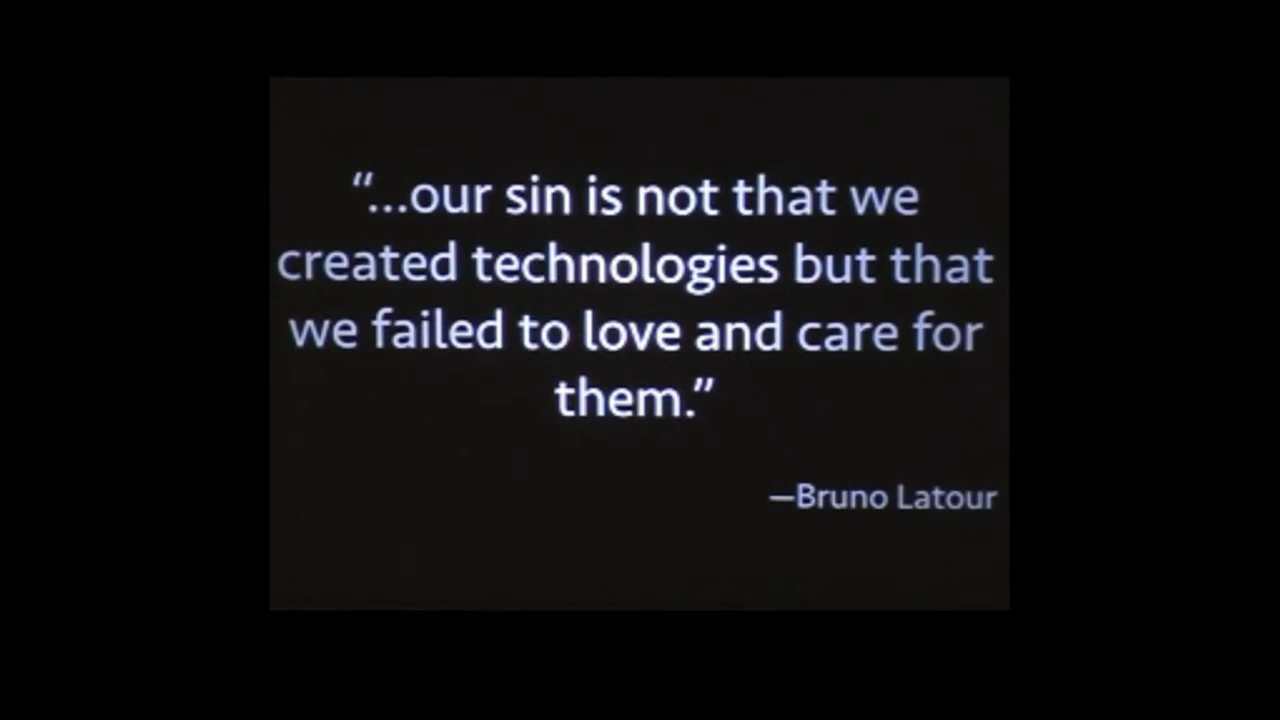 “...our sin is not that we
created technologies but that
we failed to love and care for
them.”
—Bruno Latour